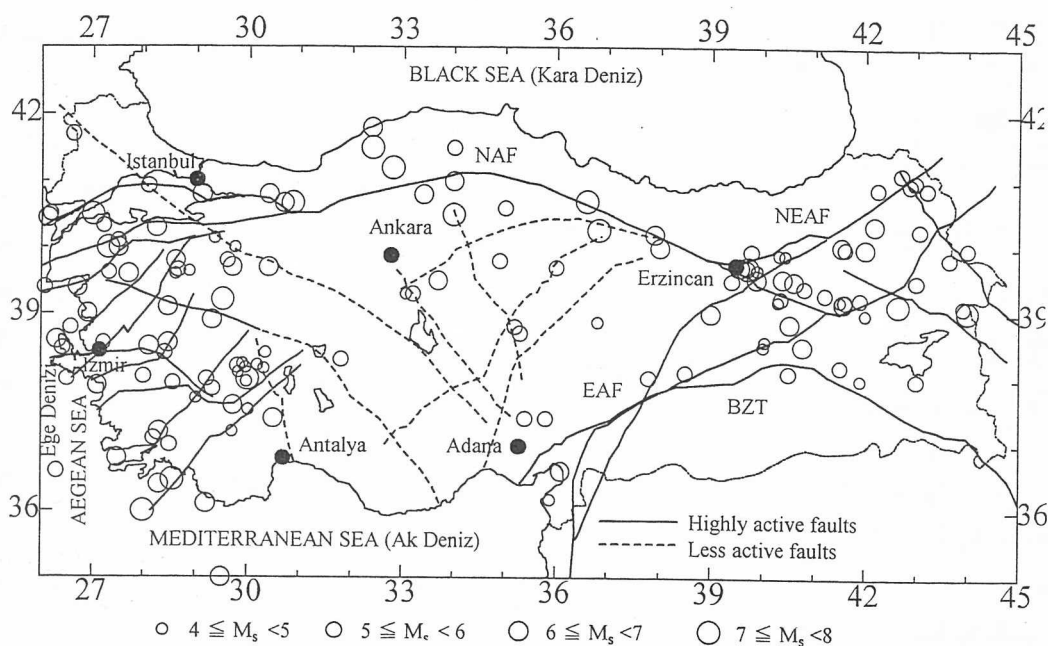 27 30 33 36 39 42 45
BLACK SEA (Kara Deniz)
42 42
Istanbul NAF
NEAF
Ankara
Erzincan
39 39
Izmir
EAF
BZT
Ege Deniz
AEGEAN SEA
Antalya Adana
36 36
MEDITERRANEAN SEA (Ak Deniz)
Highly active faults
Less active faults
27 30 33 36 39 42 45
4 ≦ Ms <5 5 ≦ Ms <6 6 ≦ Ms <7 7 ≦ Ms <8